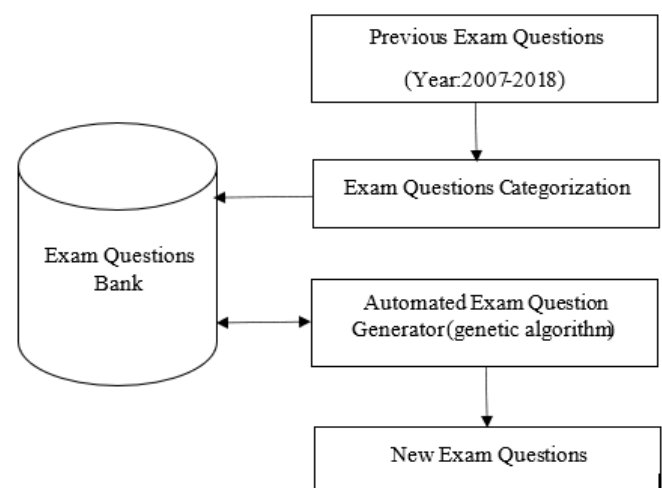 Previous Exam Questions
(Year:2007-2018)
Exam Questions Categorization
Exam Questions
Bank
Automated Exam Question
Generator(genetic algorithm)
New Exam Questions